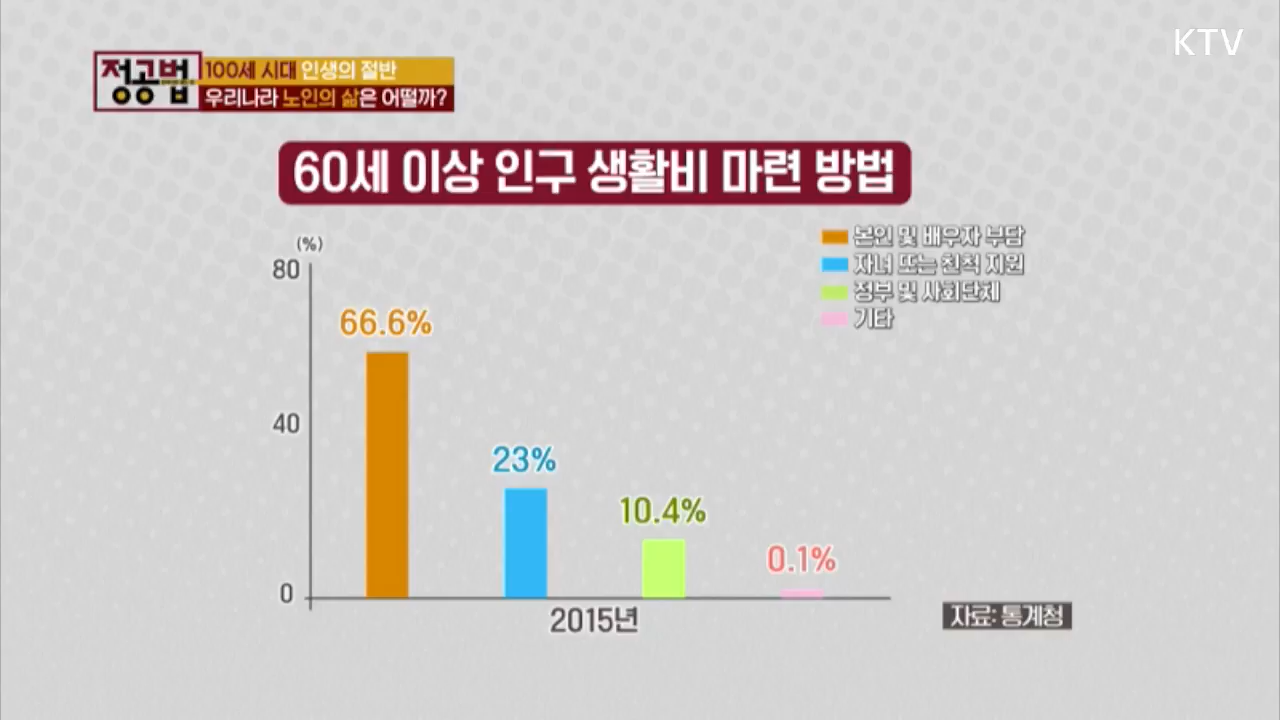 KTV
정공법
100세 시대 인생의 절반
우리나라 노인의 삶은 어떨까?
60세 이상 인구 생활비 마련 방법
(%)
80
40
0
본인 및 배우자 부담
자녀 또는 친척 지원
정부 및 사회단체
기타
66.6%
23%
10.4%
0.1%
2015년
자료: 통계청